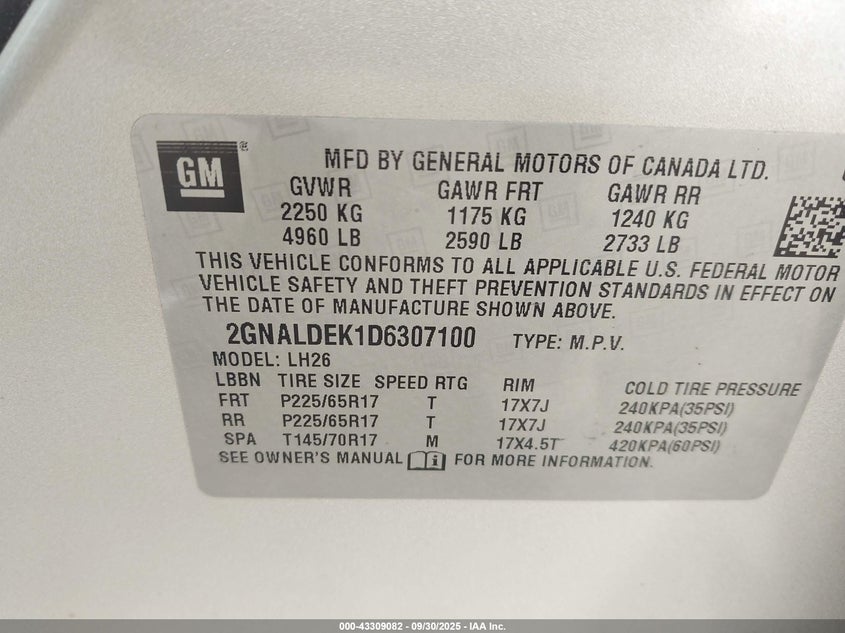 GM®
MFD BY GENERAL MOTORS OF CANADA LTD.
GVWR GAWR FRT GAWR RR
2250 KG 1175 KG 1240 KG
4960 LB 2590 LB 2733 LB
THIS VEHICLE CONFORMS TO ALL APPLICABLE U.S. FEDERAL MOTOR
VEHICLE SAFETY AND THEFT PREVENTION STANDARDS IN EFFECT ON
THE DATE OF MANUFACTURE SHOWN ABOVE.
2GNALDEK1D6307100 TYPE: M.P.V.
MODEL: LH26
LBBN TIRE SIZE SPEED RTG RIM COLD TIRE PRESSURE
FRT P225/65R17 T 17X7J 240KPA(35PSI)
RR P225/65R17 T 17X7J 240KPA(35PSI)
SPA T145/70R17 M 17X4.5T 420KPA(60PSI)
SEE OWNER'S MANUAL FOR MORE INFORMATION.
000-43309082 - 09/30/2025 - IAA Inc.